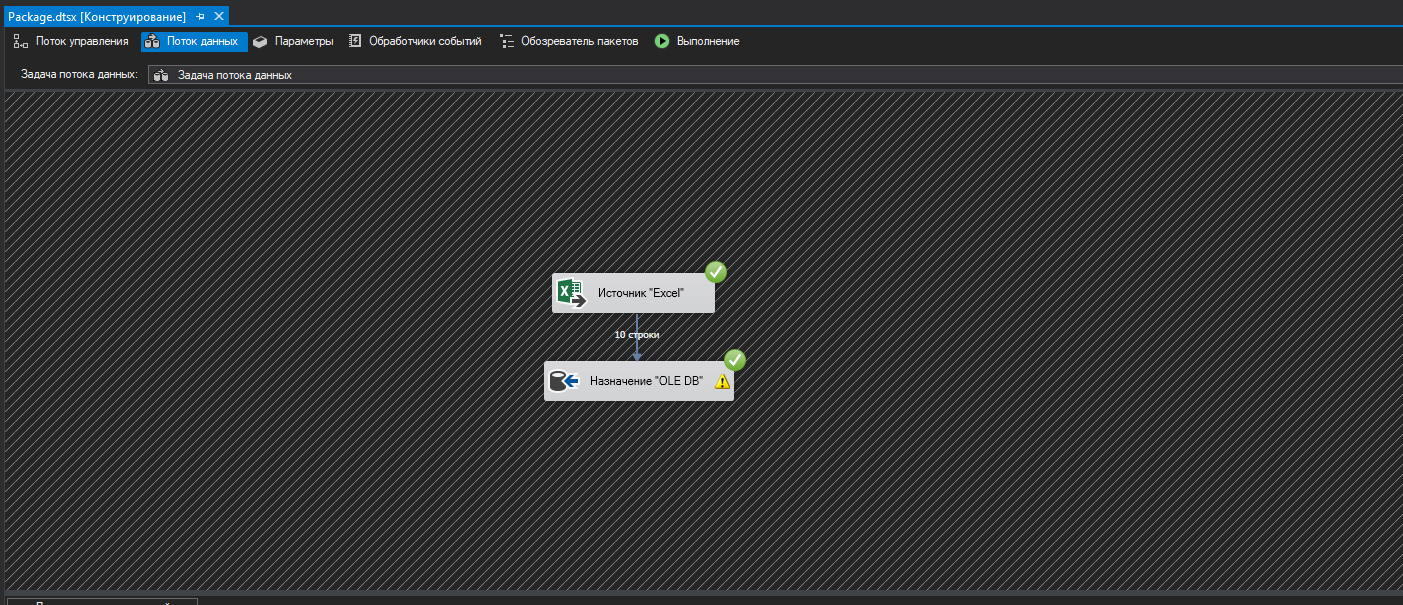 Package.dtsx [Конструирование]
Поток управления Поток данных Параметры Обработчики событий Обозреватель пакетов Выполнение
Задача потока данных: Задача потока данных
Источник "Excel"
10 строки
Назначение "OLE DB"